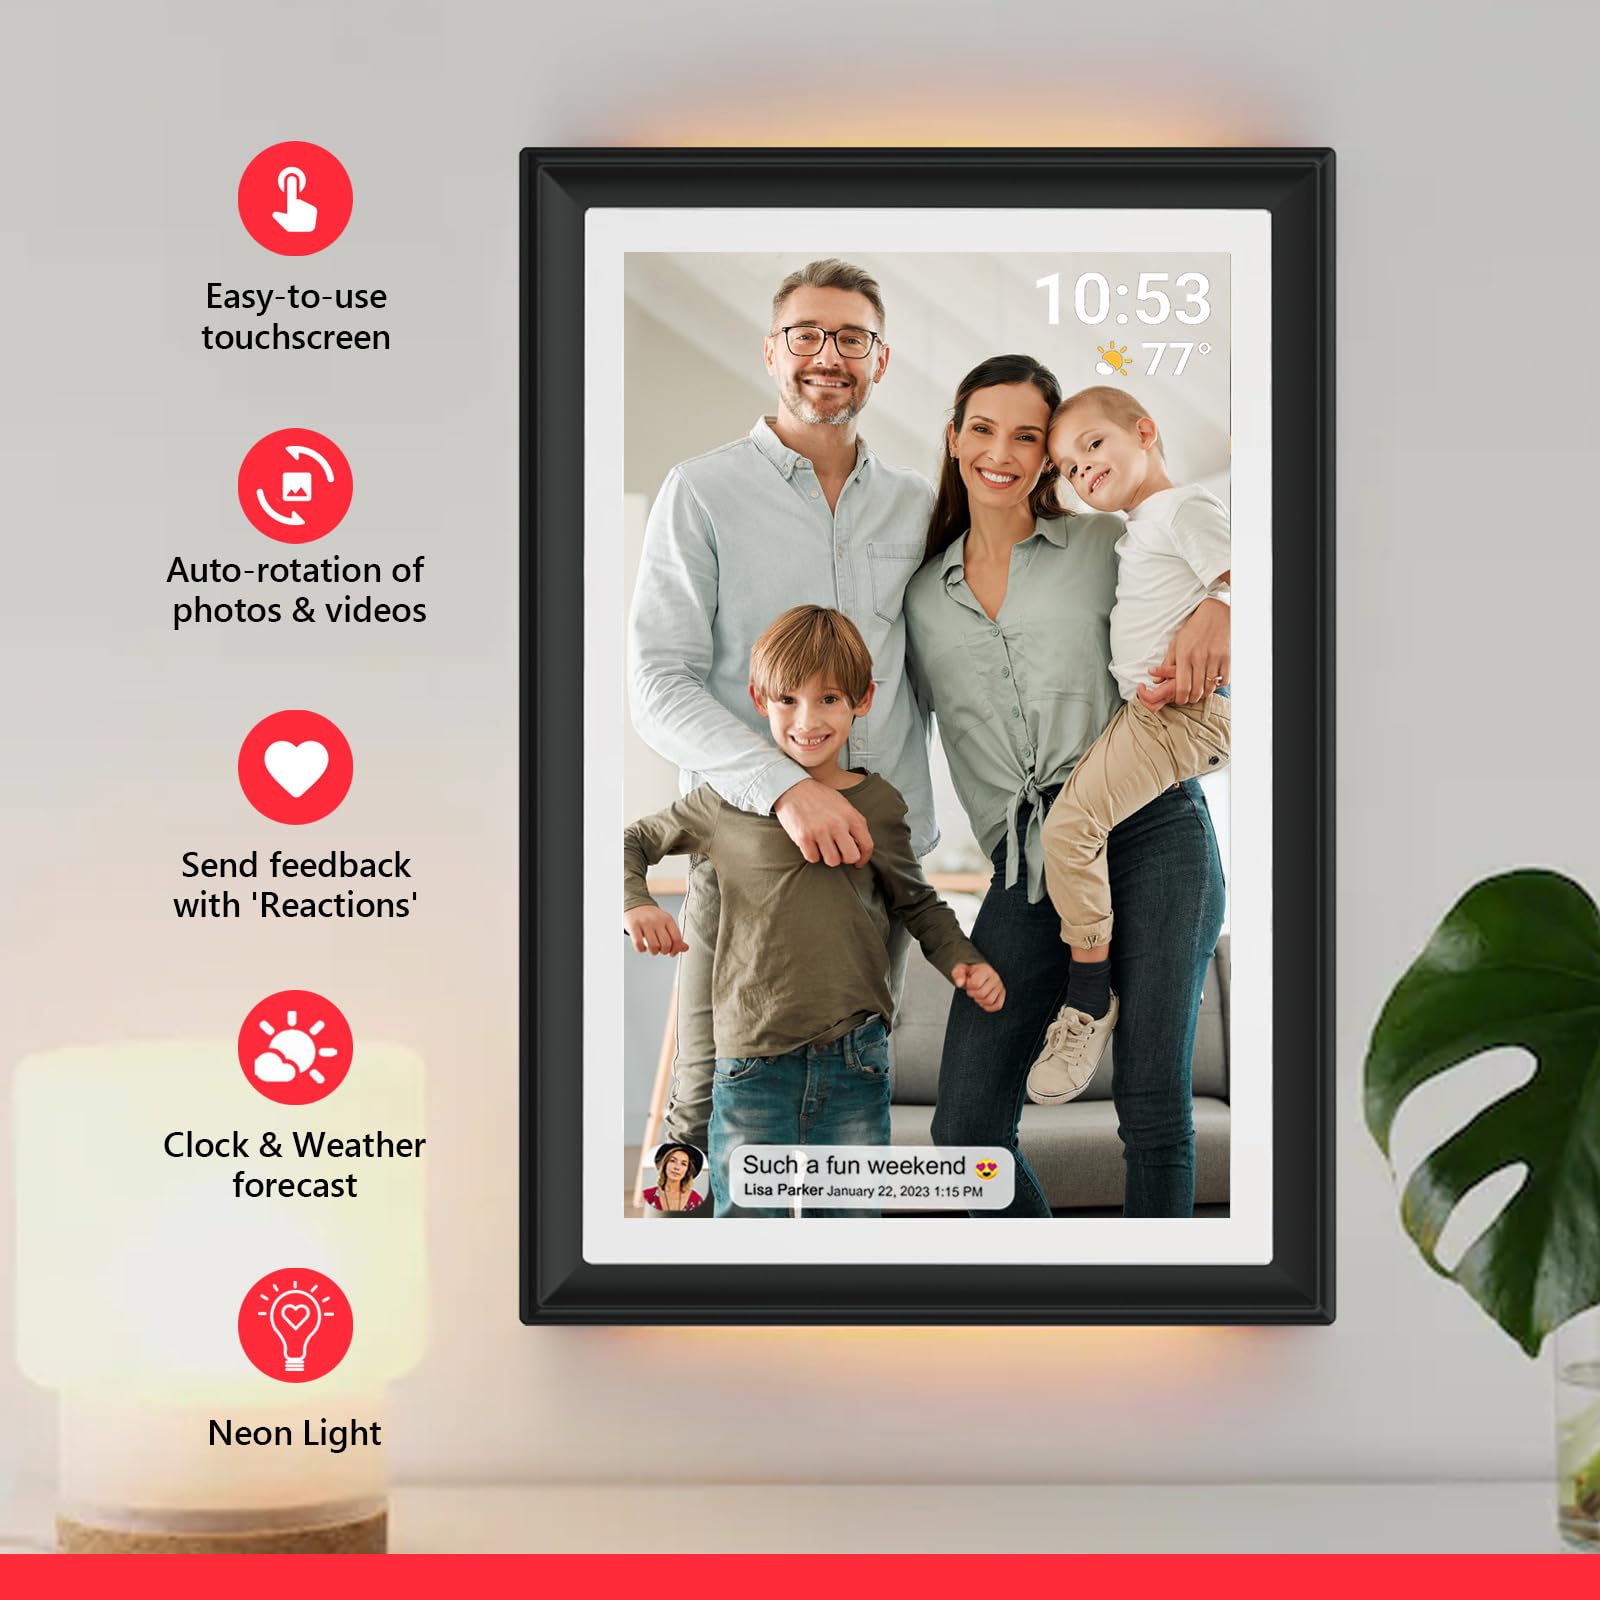 Easy-to-use
touchscreen
Auto-rotation of
photos & videos
Send feedback
with 'Reactions'
Clock & Weather
forecast
Neon Light
10:53
77°
Such a fun weekend 😍
Lisa Parker January 22, 2023 1:15 PM